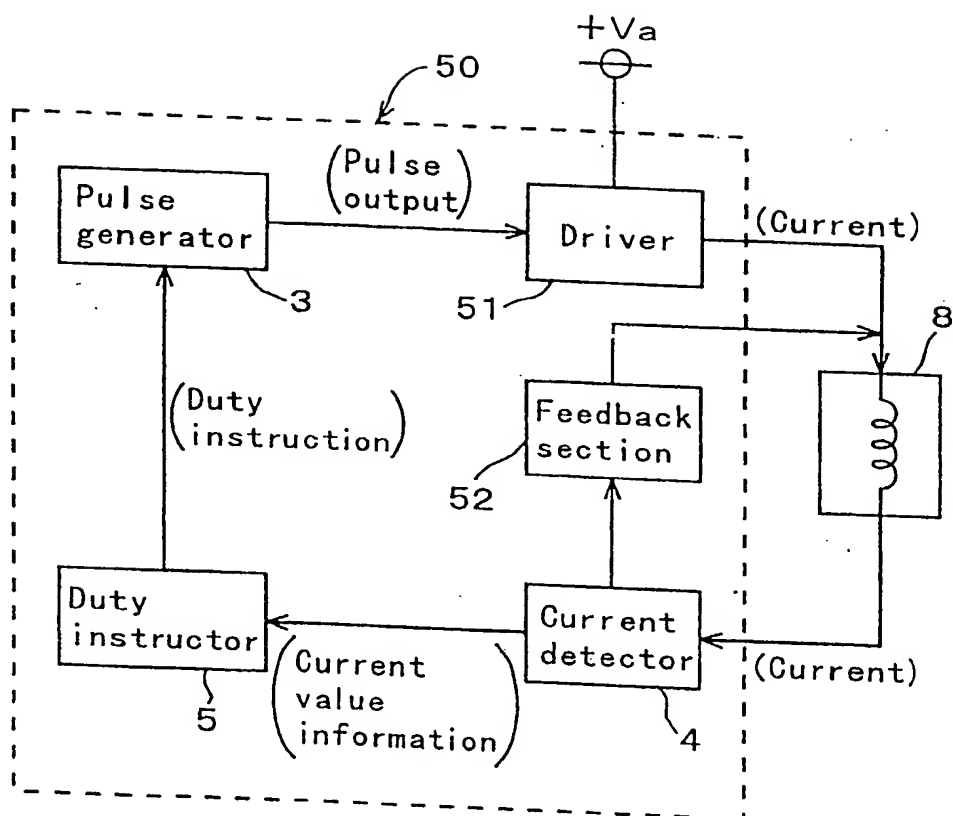 +Va
50
(Pulse
output)
Pulse
generator
Driver
(Current)
3
51
8
(Duty
instruction)
Feedback
section
52
Duty
instructor
Current
detector
(Current
value
information)
(Current)
5
4